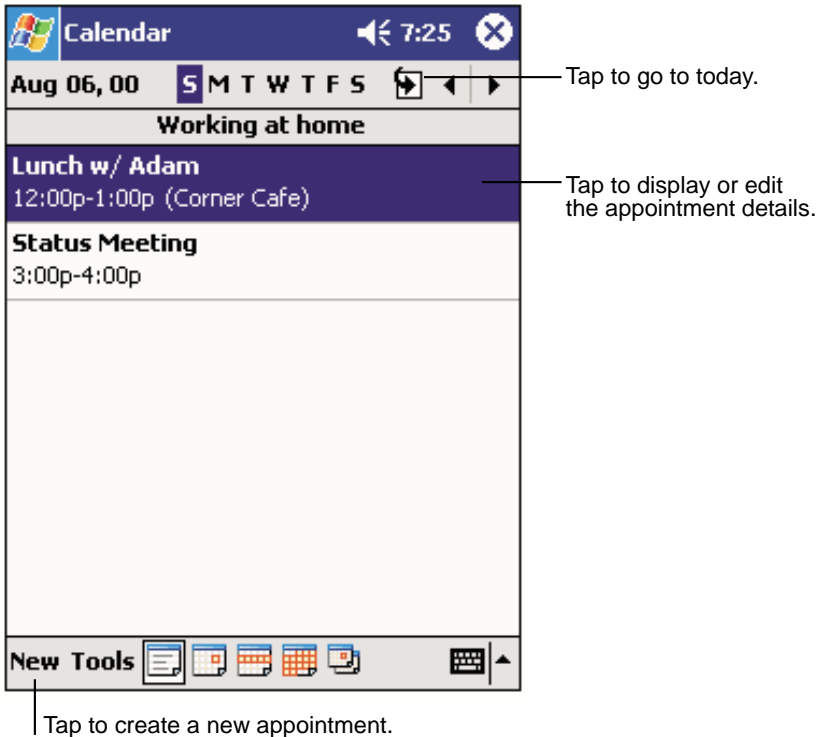 Calendar 7:25
Aug 06, 00 S M T W T F S
Tap to go to today.
Working at home
Lunch w/ Adam
12:00p-1:00p (Corner Cafe)
Tap to display or edit
the appointment details.
Status Meeting
3:00p-4:00p
New Tools
Tap to create a new appointment.